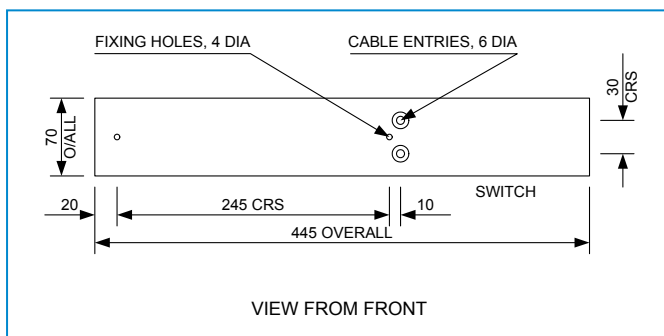 FIXING HOLES, 4 DIA
CABLE ENTRIES, 6 DIA
30
CRS
70
O/ALL
SWITCH
20
245 CRS
10
445 OVERALL
VIEW FROM FRONT